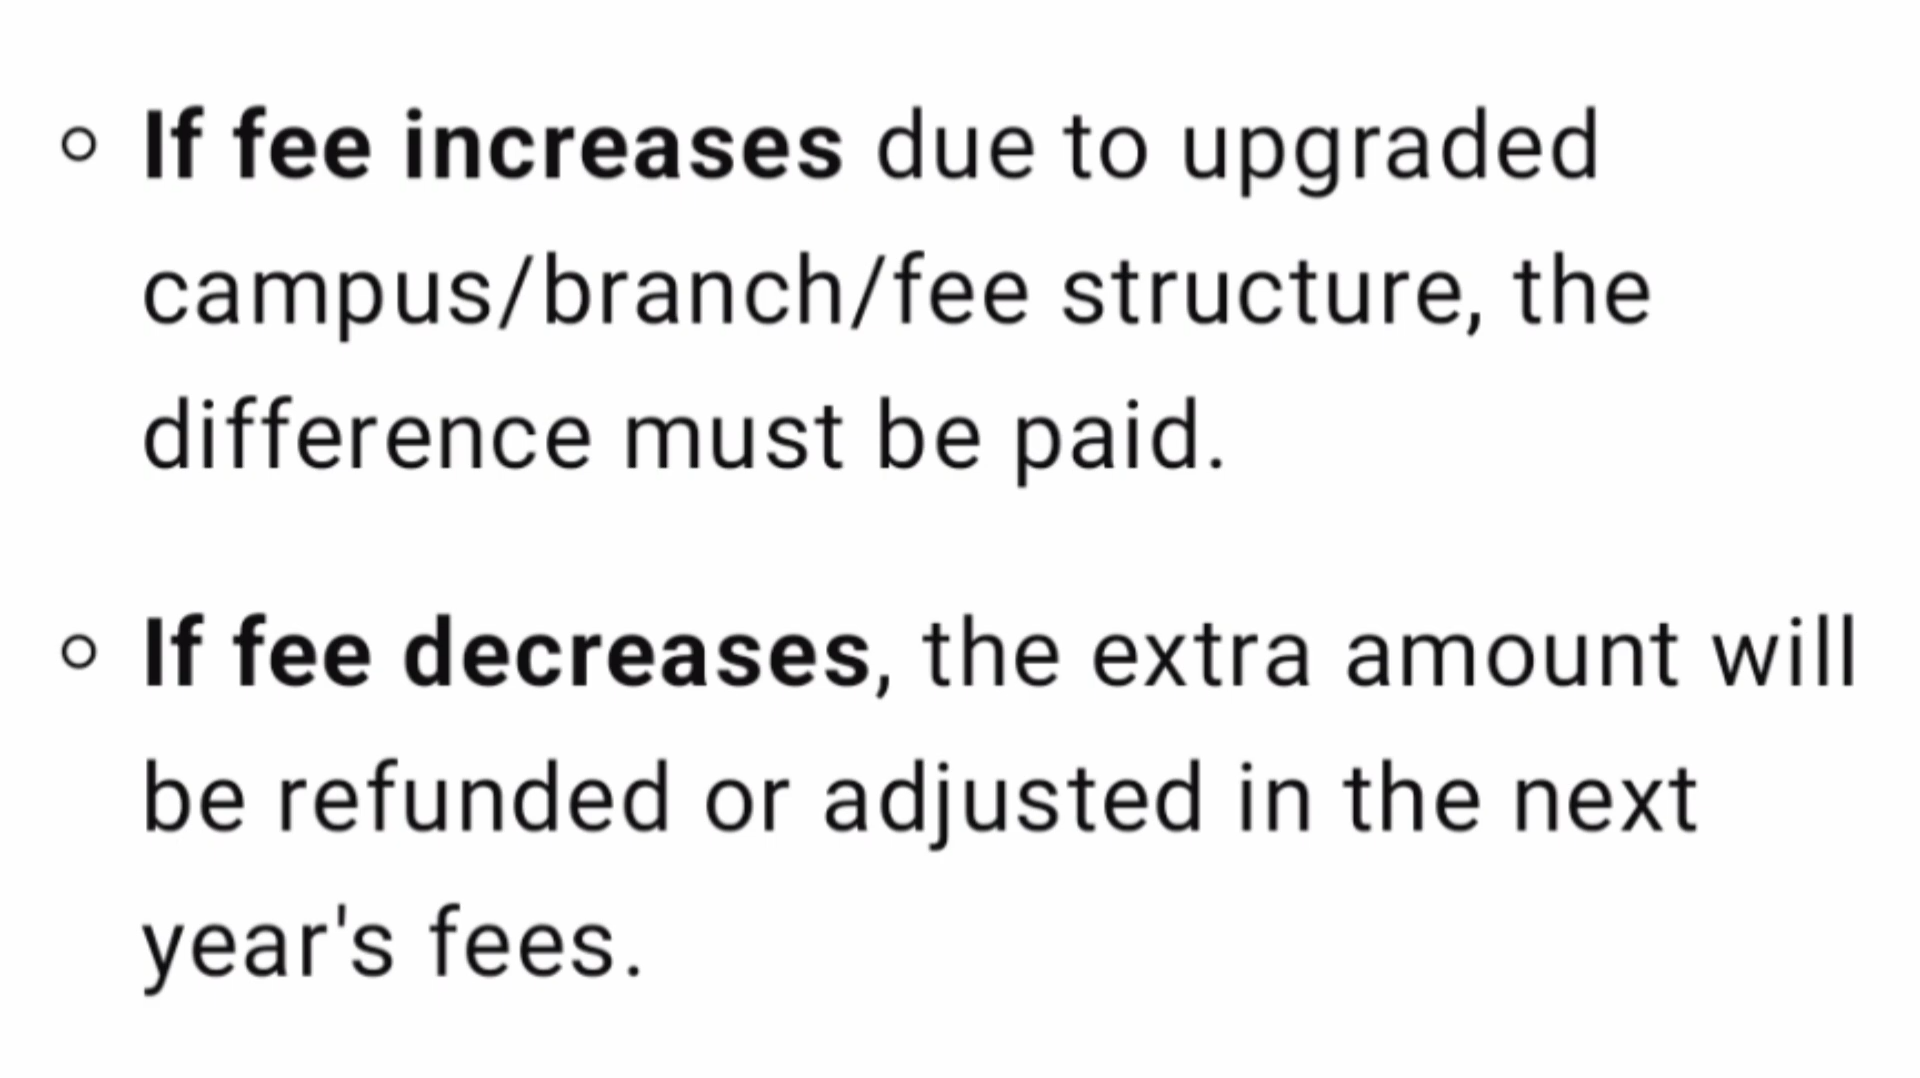 ◦ If fee increases due to upgraded
campus/branch/fee structure, the
difference must be paid.
◦ If fee decreases, the extra amount will
be refunded or adjusted in the next
year's fees.